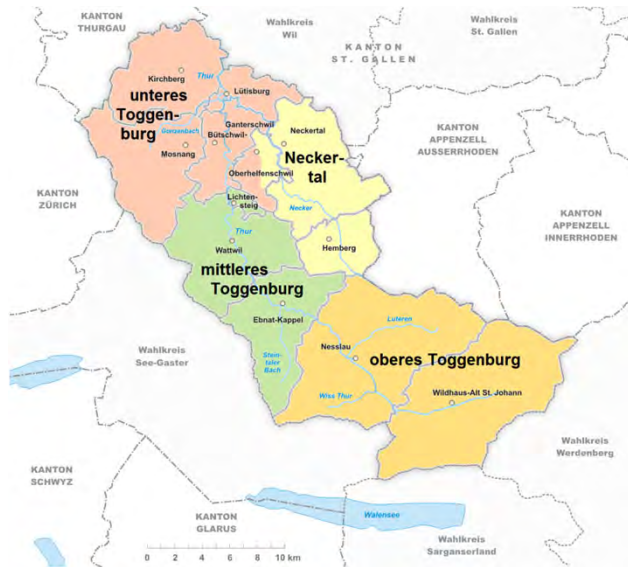 KANTON
THURGAU
Wahlkreis
Wil
Wahlkreis
St. Gallen
KANTON
ST. GALLEN
Kirchberg
Thur
Lütisburg
unteres
Toggen-
burg
Ganterschwil
Neckertal
Bütschwil-
Mosnang
Necker-
tal
Oberhelfenschwil
KANTON
APPENZELL
AUSSERRHODEN
KANTON
ZÜRICH
Lichten-
steig
Necker
KANTON
APPENZELL
INNERRHODEN
Thur
Wattwil
Hemberg
mittleres
Toggenburg
Ebnat-Kappel
Luteren
Wahlkreis
See-Gaster
Stein-
taler
Bach
Nesslau
oberes Toggenburg
Wiss Thur
Wildhaus-Alt St. Johann
Wahlkreis
Werdenberg
KANTON
SCHWYZ
KANTON
GLARUS
Walensee
Wahlkreis
Sarganserland
0 2 4 6 8 10 km